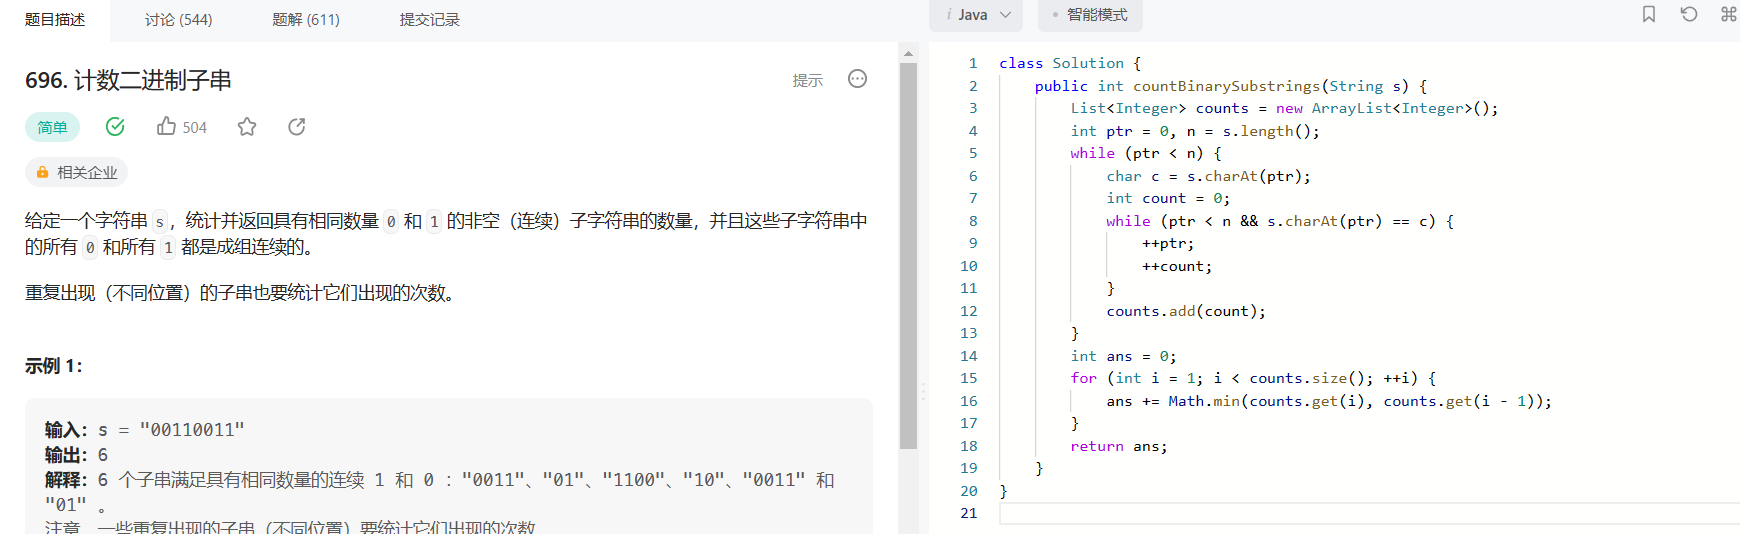 题目描述 讨论 (544) 题解 (611) 提交记录
696. 计数二进制子串
提示
简单 504
相关企业
给定一个字符串 s，统计并返回具有相同数量 0 和 1 的非空（连续）子字符串的数量，并且这些子字符串中
的所有 0 和所有 1 都是成组连续的。
重复出现（不同位置）的子串也要统计它们出现的次数。
示例 1：
输入：s = "00110011"
输出：6
解释：6 个子串满足具有相同数量的连续 1 和 0 ："0011"、"01"、"1100"、"10"、"0011" 和
"01" 。
注意，一些重复出现的子串（不同位置）要统计它们出现的次数
i Java 智能模式
1 class Solution {
2 public int countBinarySubstrings(String s) {
3 List<Integer> counts = new ArrayList<Integer>();
4 int ptr = 0, n = s.length();
5 while (ptr < n) {
6 char c = s.charAt(ptr);
7 int count = 0;
8 while (ptr < n && s.charAt(ptr) == c) {
9 ++ptr;
10 ++count;
11 }
12 counts.add(count);
13 }
14 int ans = 0;
15 for (int i = 1; i < counts.size(); ++i) {
16 ans += Math.min(counts.get(i), counts.get(i - 1));
17 }
18 return ans;
19 }
20 }
21